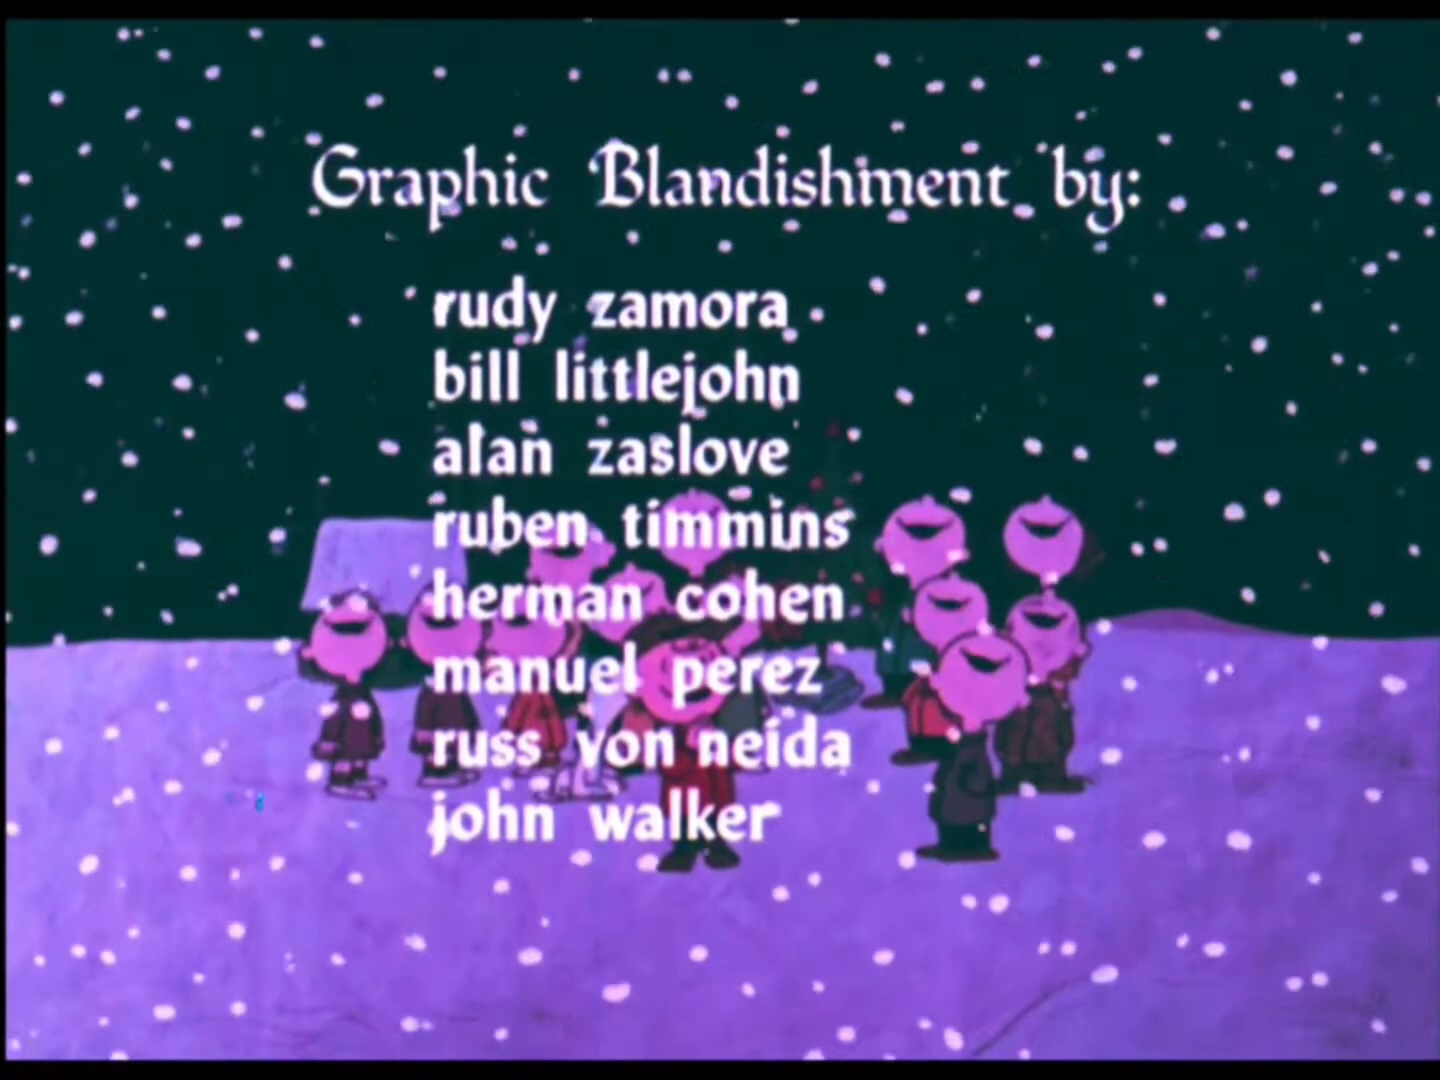 Graphic Blandishment by:
rudy zamora
bill littlejohn
alan zaslove
ruben timmins
herman cohen
manuel perez
russ von neida
john walker